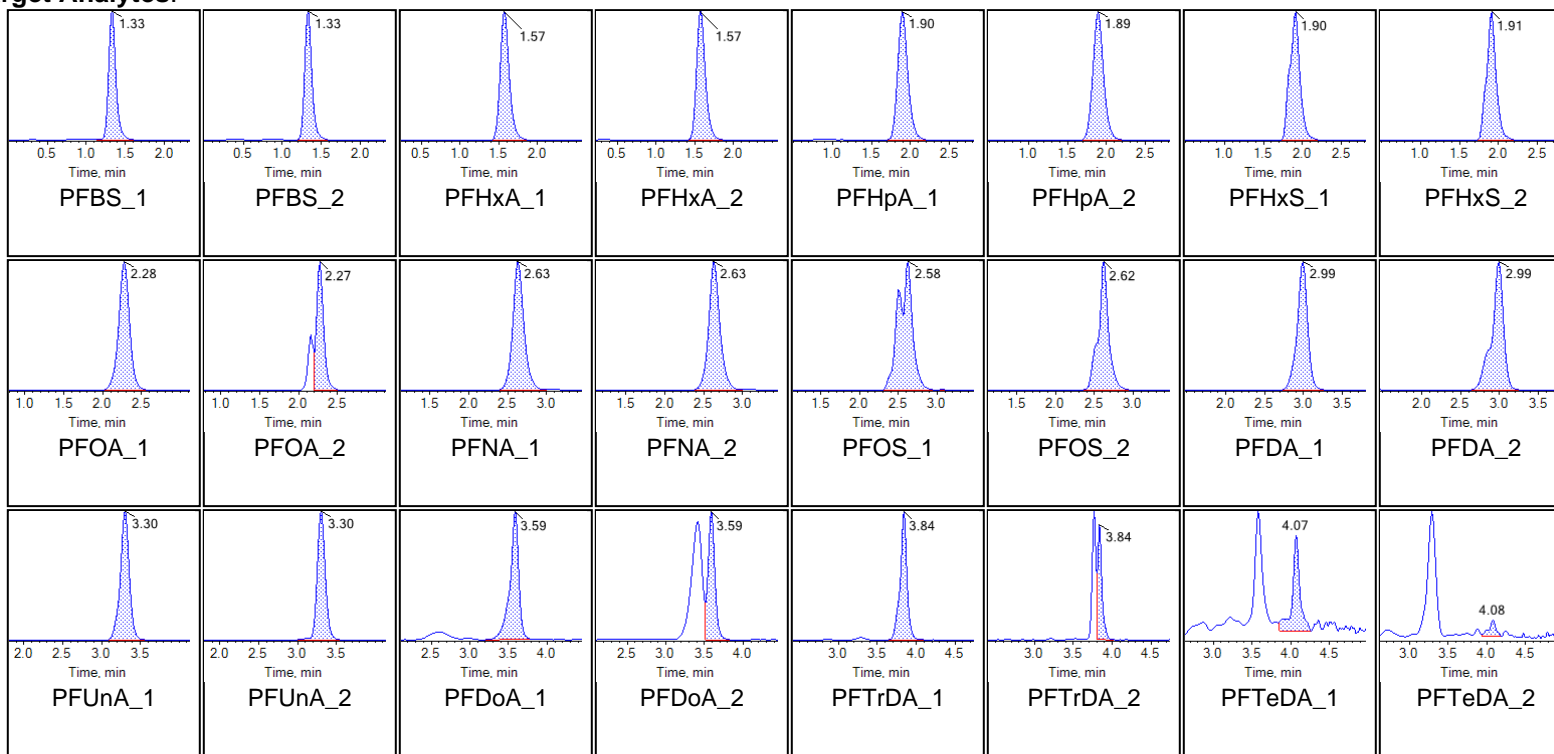 rget Analytes:
1.33 1.33 1.57 1.57 1.90 1.89 1.90 1.91
0.5 1.0 1.5 2.0 0.5 1.0 1.5 2.0 0.5 1.0 1.5 2.0 0.5 1.0 1.5 2.0 1.0 1.5 2.0 2.5 1.0 1.5 2.0 2.5 1.0 1.5 2.0 2.5 1.0 1.5 2.0 2.5
Time, min Time, min Time, min Time, min Time, min Time, min Time, min Time, min
PFBS_1 PFBS_2 PFHxA_1 PFHxA_2 PFHpA_1 PFHpA_2 PFHxS_1 PFHxS_2
2.28 2.27 2.63 2.63 2.58 2.62 2.99 2.99
1.0 1.5 2.0 2.5 1.0 1.5 2.0 2.5 1.5 2.0 2.5 3.0 1.5 2.0 2.5 3.0 1.5 2.0 2.5 3.0 1.5 2.0 2.5 3.0 2.0 2.5 3.0 3.5 2.0 2.5 3.0 3.5
Time, min Time, min Time, min Time, min Time, min Time, min Time, min Time, min
PFOA_1 PFOA_2 PFNA_1 PFNA_2 PFOS_1 PFOS_2 PFDA_1 PFDA_2
3.30 3.30 3.59 3.59 3.84 3.84 4.07 4.08
2.0 2.5 3.0 3.5 2.0 2.5 3.0 3.5 2.5 3.0 3.5 4.0 2.5 3.0 3.5 4.0 3.0 3.5 4.0 4.5 3.0 3.5 4.0 4.5 3.0 3.5 4.0 4.5 3.0 3.5 4.0 4.5
Time, min Time, min Time, min Time, min Time, min Time, min Time, min Time, min
PFUnA_1 PFUnA_2 PFDoA_1 PFDoA_2 PFTrDA_1 PFTrDA_2 PFTeDA_1 PFTeDA_2